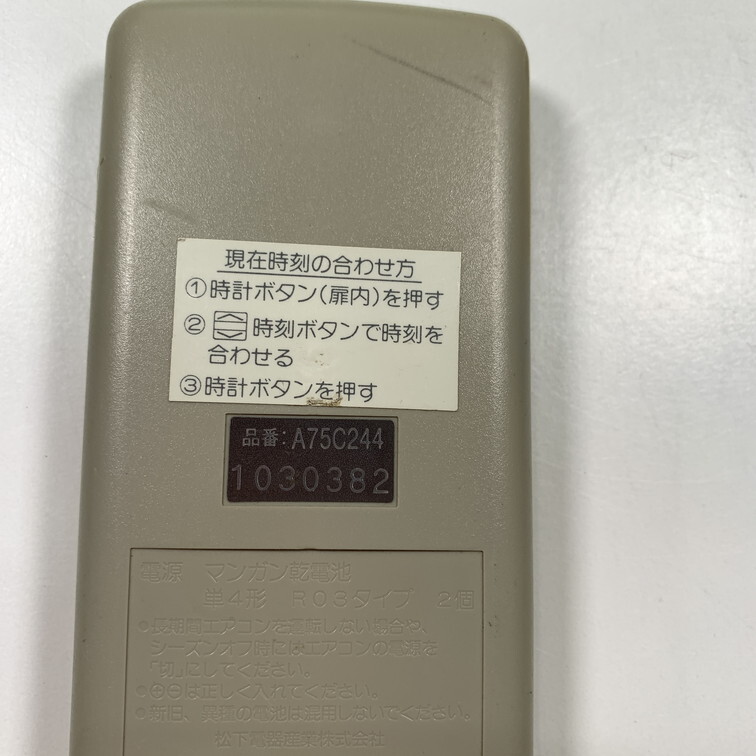 現在時刻の合わせ方
①時計ボタン(扉内)を押す
②時刻ボタンで時刻を
合わせる
③時計ボタンを押す
品番:A75C244
1030382
電源 マンガン乾電池
単4形 R03タイプ 2個
●長期間エアコンを運転しない場合や、
シーズンオフ時にはエアコンの電源を
「切」にしてください。
●⊕⊖は正しく入れてください。
●新旧、異種の電池は混用しないでください。
松下電器産業株式会社